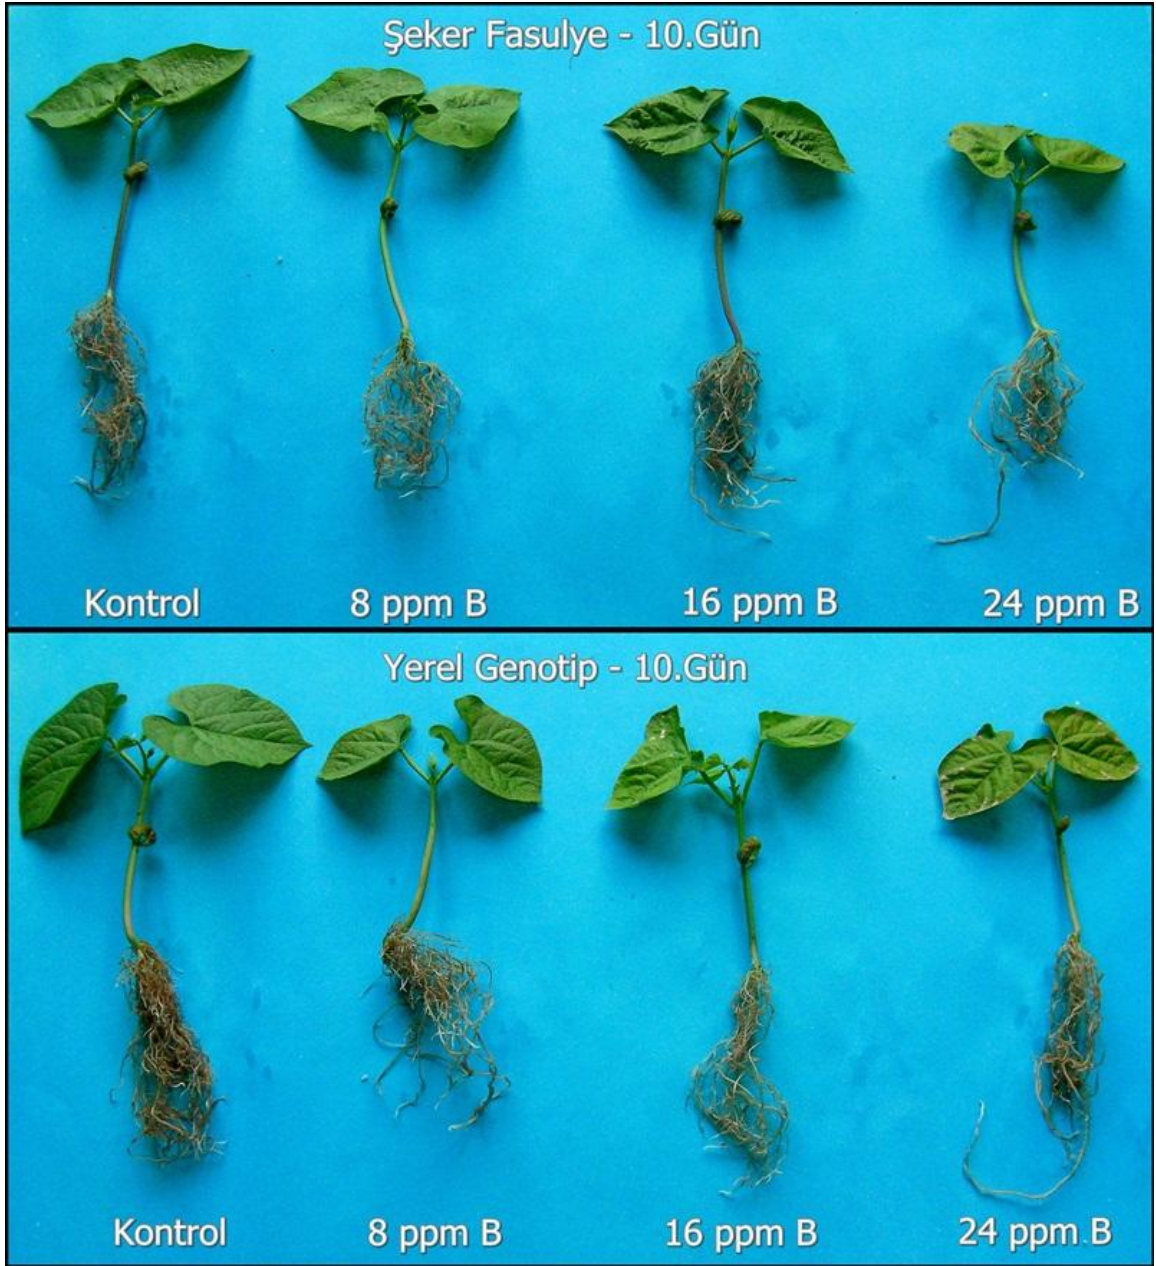 Şeker Fasulye - 10.Gün
Kontrol
8 ppm B
16 ppm B
24 ppm B
Yerel Genotip - 10.Gün
Kontrol
8 ppm B
16 ppm B
24 ppm B